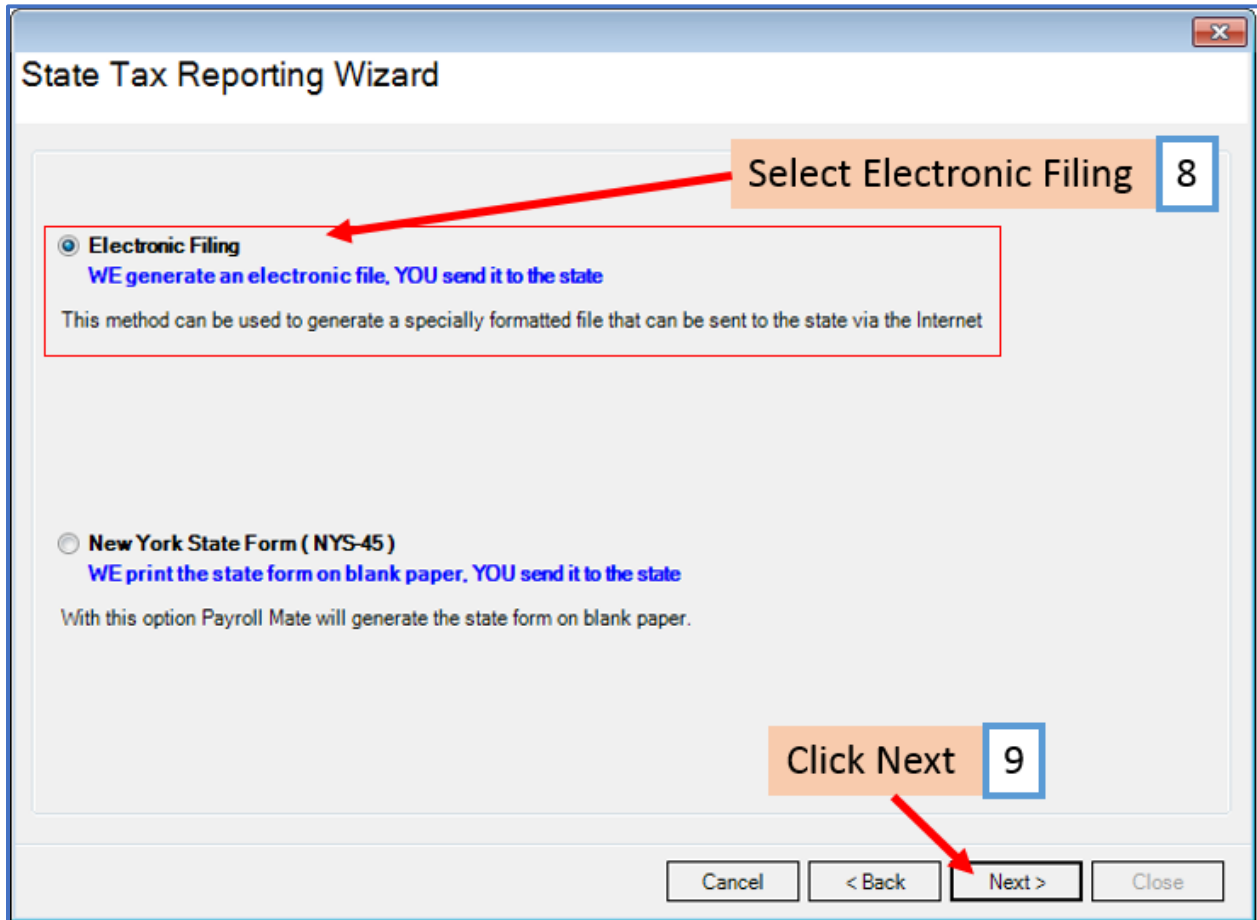 State Tax Reporting Wizard
Select Electronic Filing 8
Electronic Filing
WE generate an electronic file, YOU send it to the state
This method can be used to generate a specially formatted file that can be sent to the state via the Internet
New York State Form ( NYS-45 )
WE print the state form on blank paper, YOU send it to the state
With this option Payroll Mate will generate the state form on blank paper.
Click Next 9
Cancel < Back Next > Close